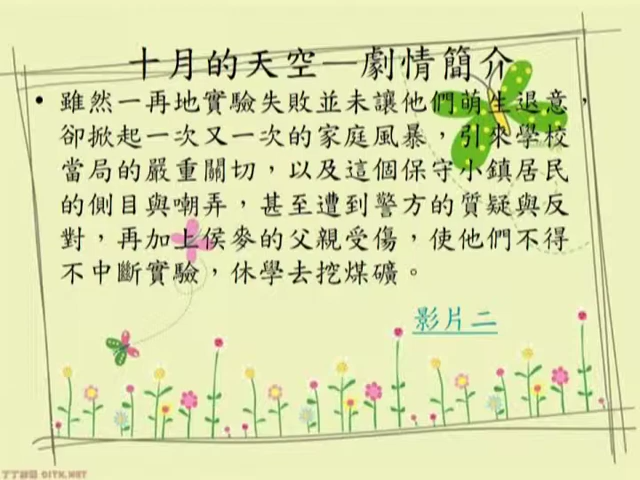 十月的天空—劇情簡介
• 雖然一再地實驗失敗並未讓他們萌生退意，
卻掀起一次又一次的家庭風暴，引來學校
當局的嚴重關切，以及這個保守小鎮居民
的側目與嘲弄，甚至遭到警方的質疑與反
對，再加上侯麥的父親受傷，使他們不得
不中斷實驗，休學去挖煤礦。
影片二